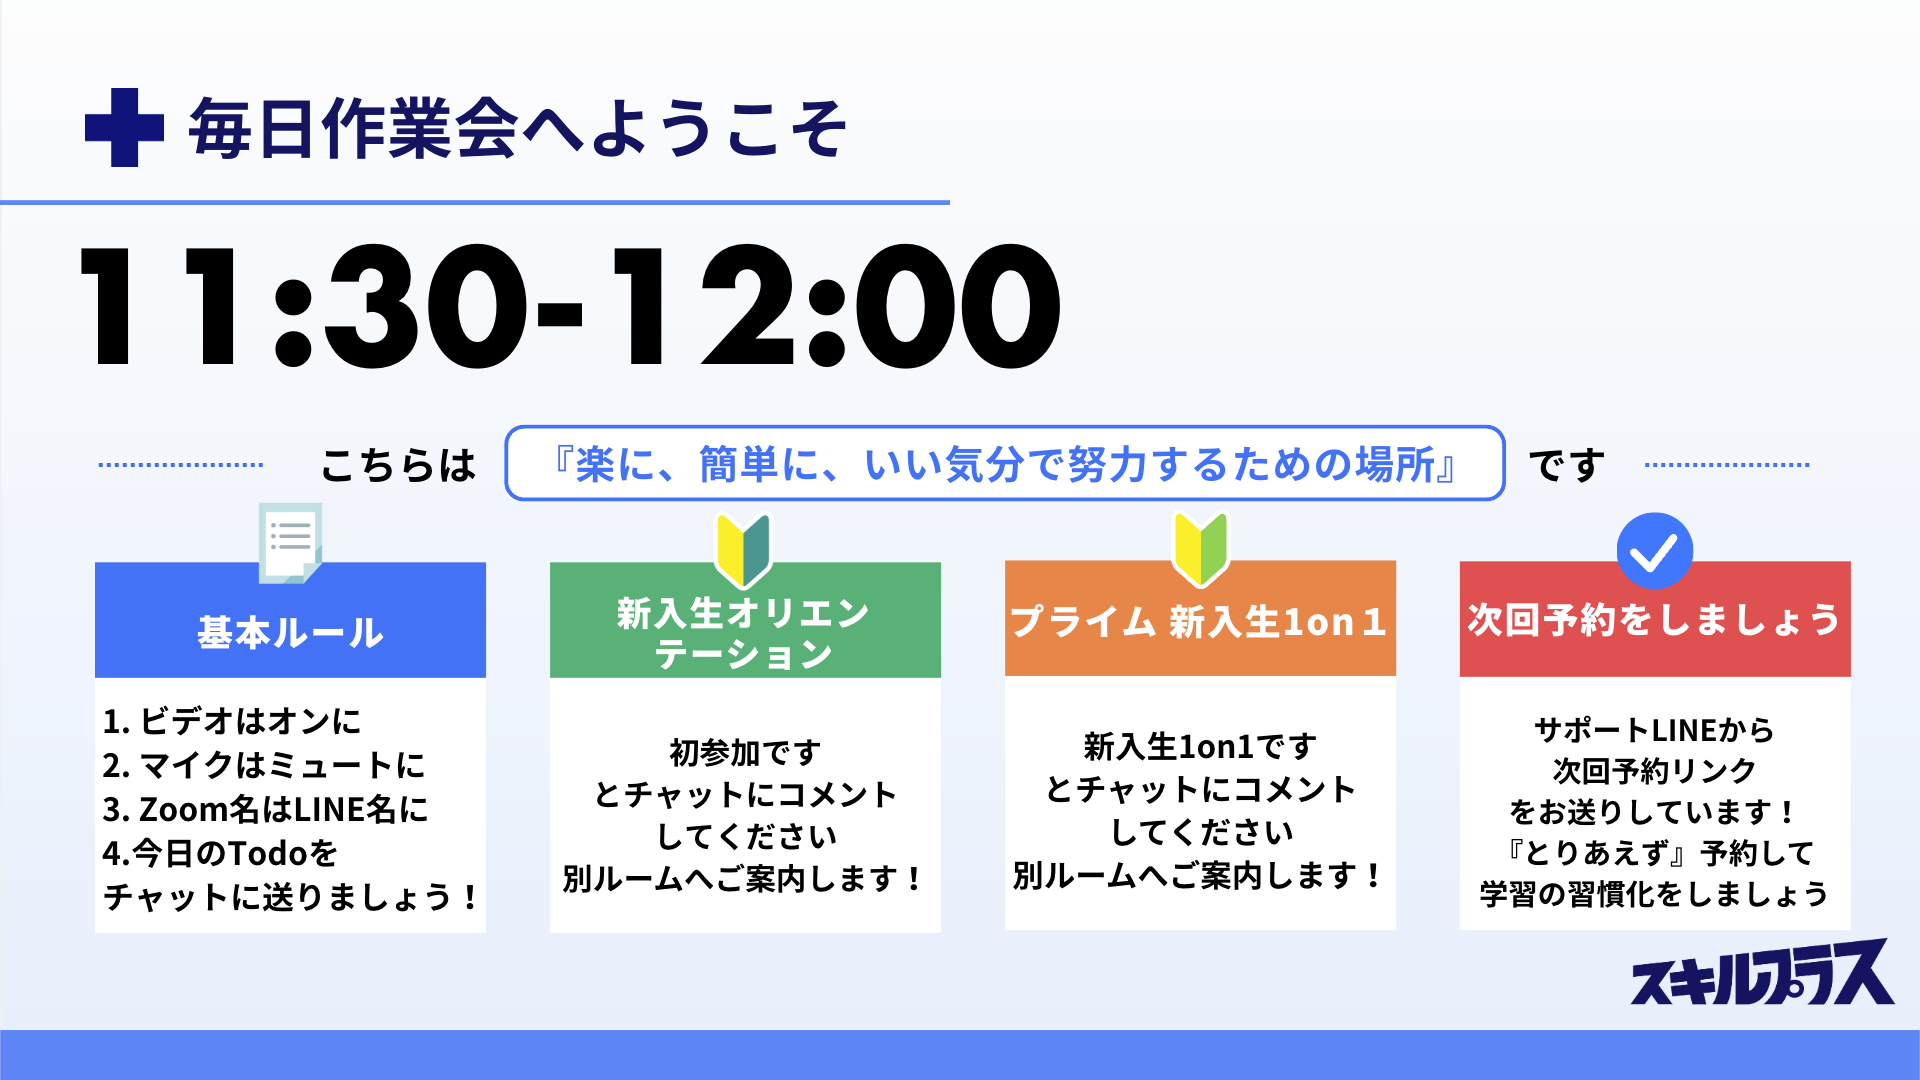 毎日作業会へようこそ
11:30-12:00
こちらは 『楽に、簡単に、いい気分で努力するための場所』 です
基本ルール
1. ビデオはオンに
2. マイクはミュートに
3. Zoom名はLINE名に
4.今日のTodoを
チャットに送りましょう！
新入生オリエン
テーション
初参加です
とチャットにコメント
してください
別ルームへご案内します！
プライム 新入生1on１
新入生1on1です
とチャットにコメント
してください
別ルームへご案内します！
次回予約をしましょう
サポートLINEから
次回予約リンク
をお送りしています！
『とりあえず』予約して
学習の習慣化をしましょう
スキルプラス